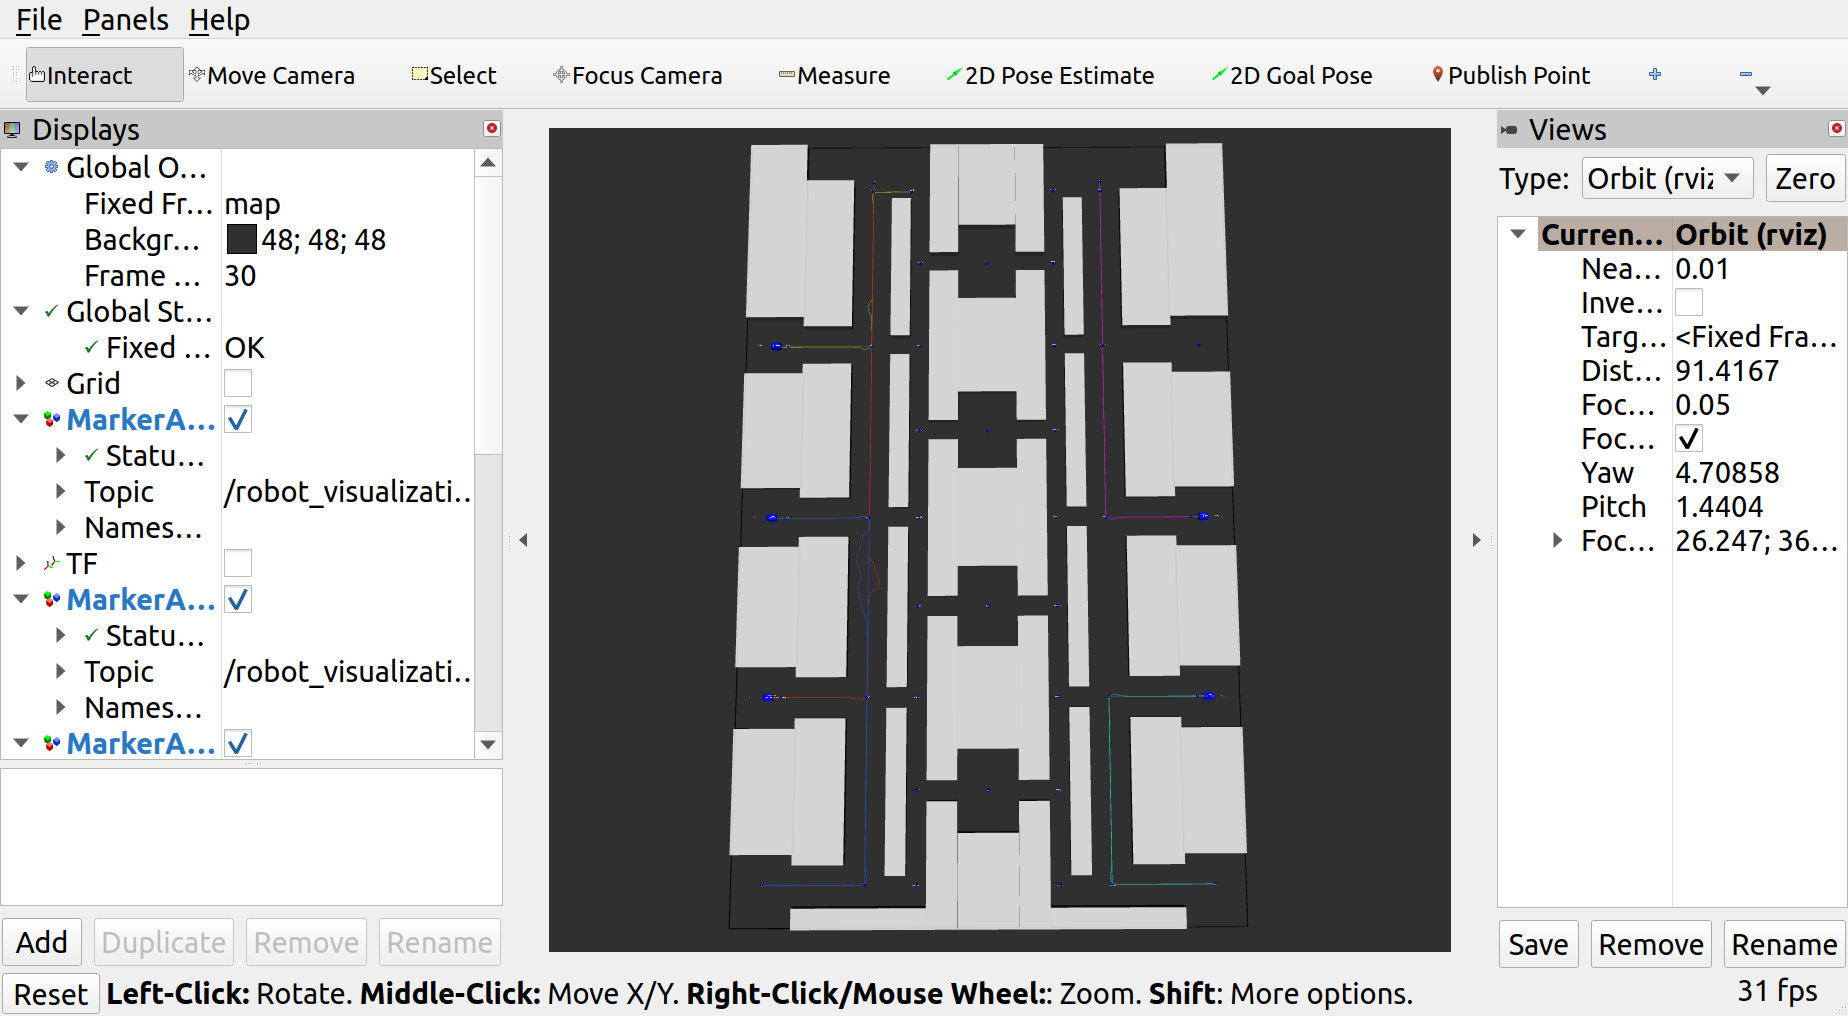 File Panels Help
Interact Move Camera Select Focus Camera Measure 2D Pose Estimate 2D Goal Pose Publish Point
Displays
Global O...
Fixed Fr... map
Backgr... 48; 48; 48
Frame ... 30
Global St...
Fixed ... OK
Grid
MarkerA...
Statu...
Topic /robot_visualizati...
Names...
TF
MarkerA...
Statu...
Topic /robot_visualizati...
Names...
MarkerA...
Add Duplicate Remove Rename
Reset Left-Click: Rotate. Middle-Click: Move X/Y. Right-Click/Mouse Wheel:: Zoom. Shift: More options.
Views
Type: Orbit (rviz Zero
Curren... Orbit (rviz)
Nea... 0.01
Inve...
Targ... <Fixed Fra...
Dist... 91.4167
Foc... 0.05
Foc...
Yaw 4.70858
Pitch 1.4404
Foc... 26.247; 36...
Save Remove Rename
31 fps